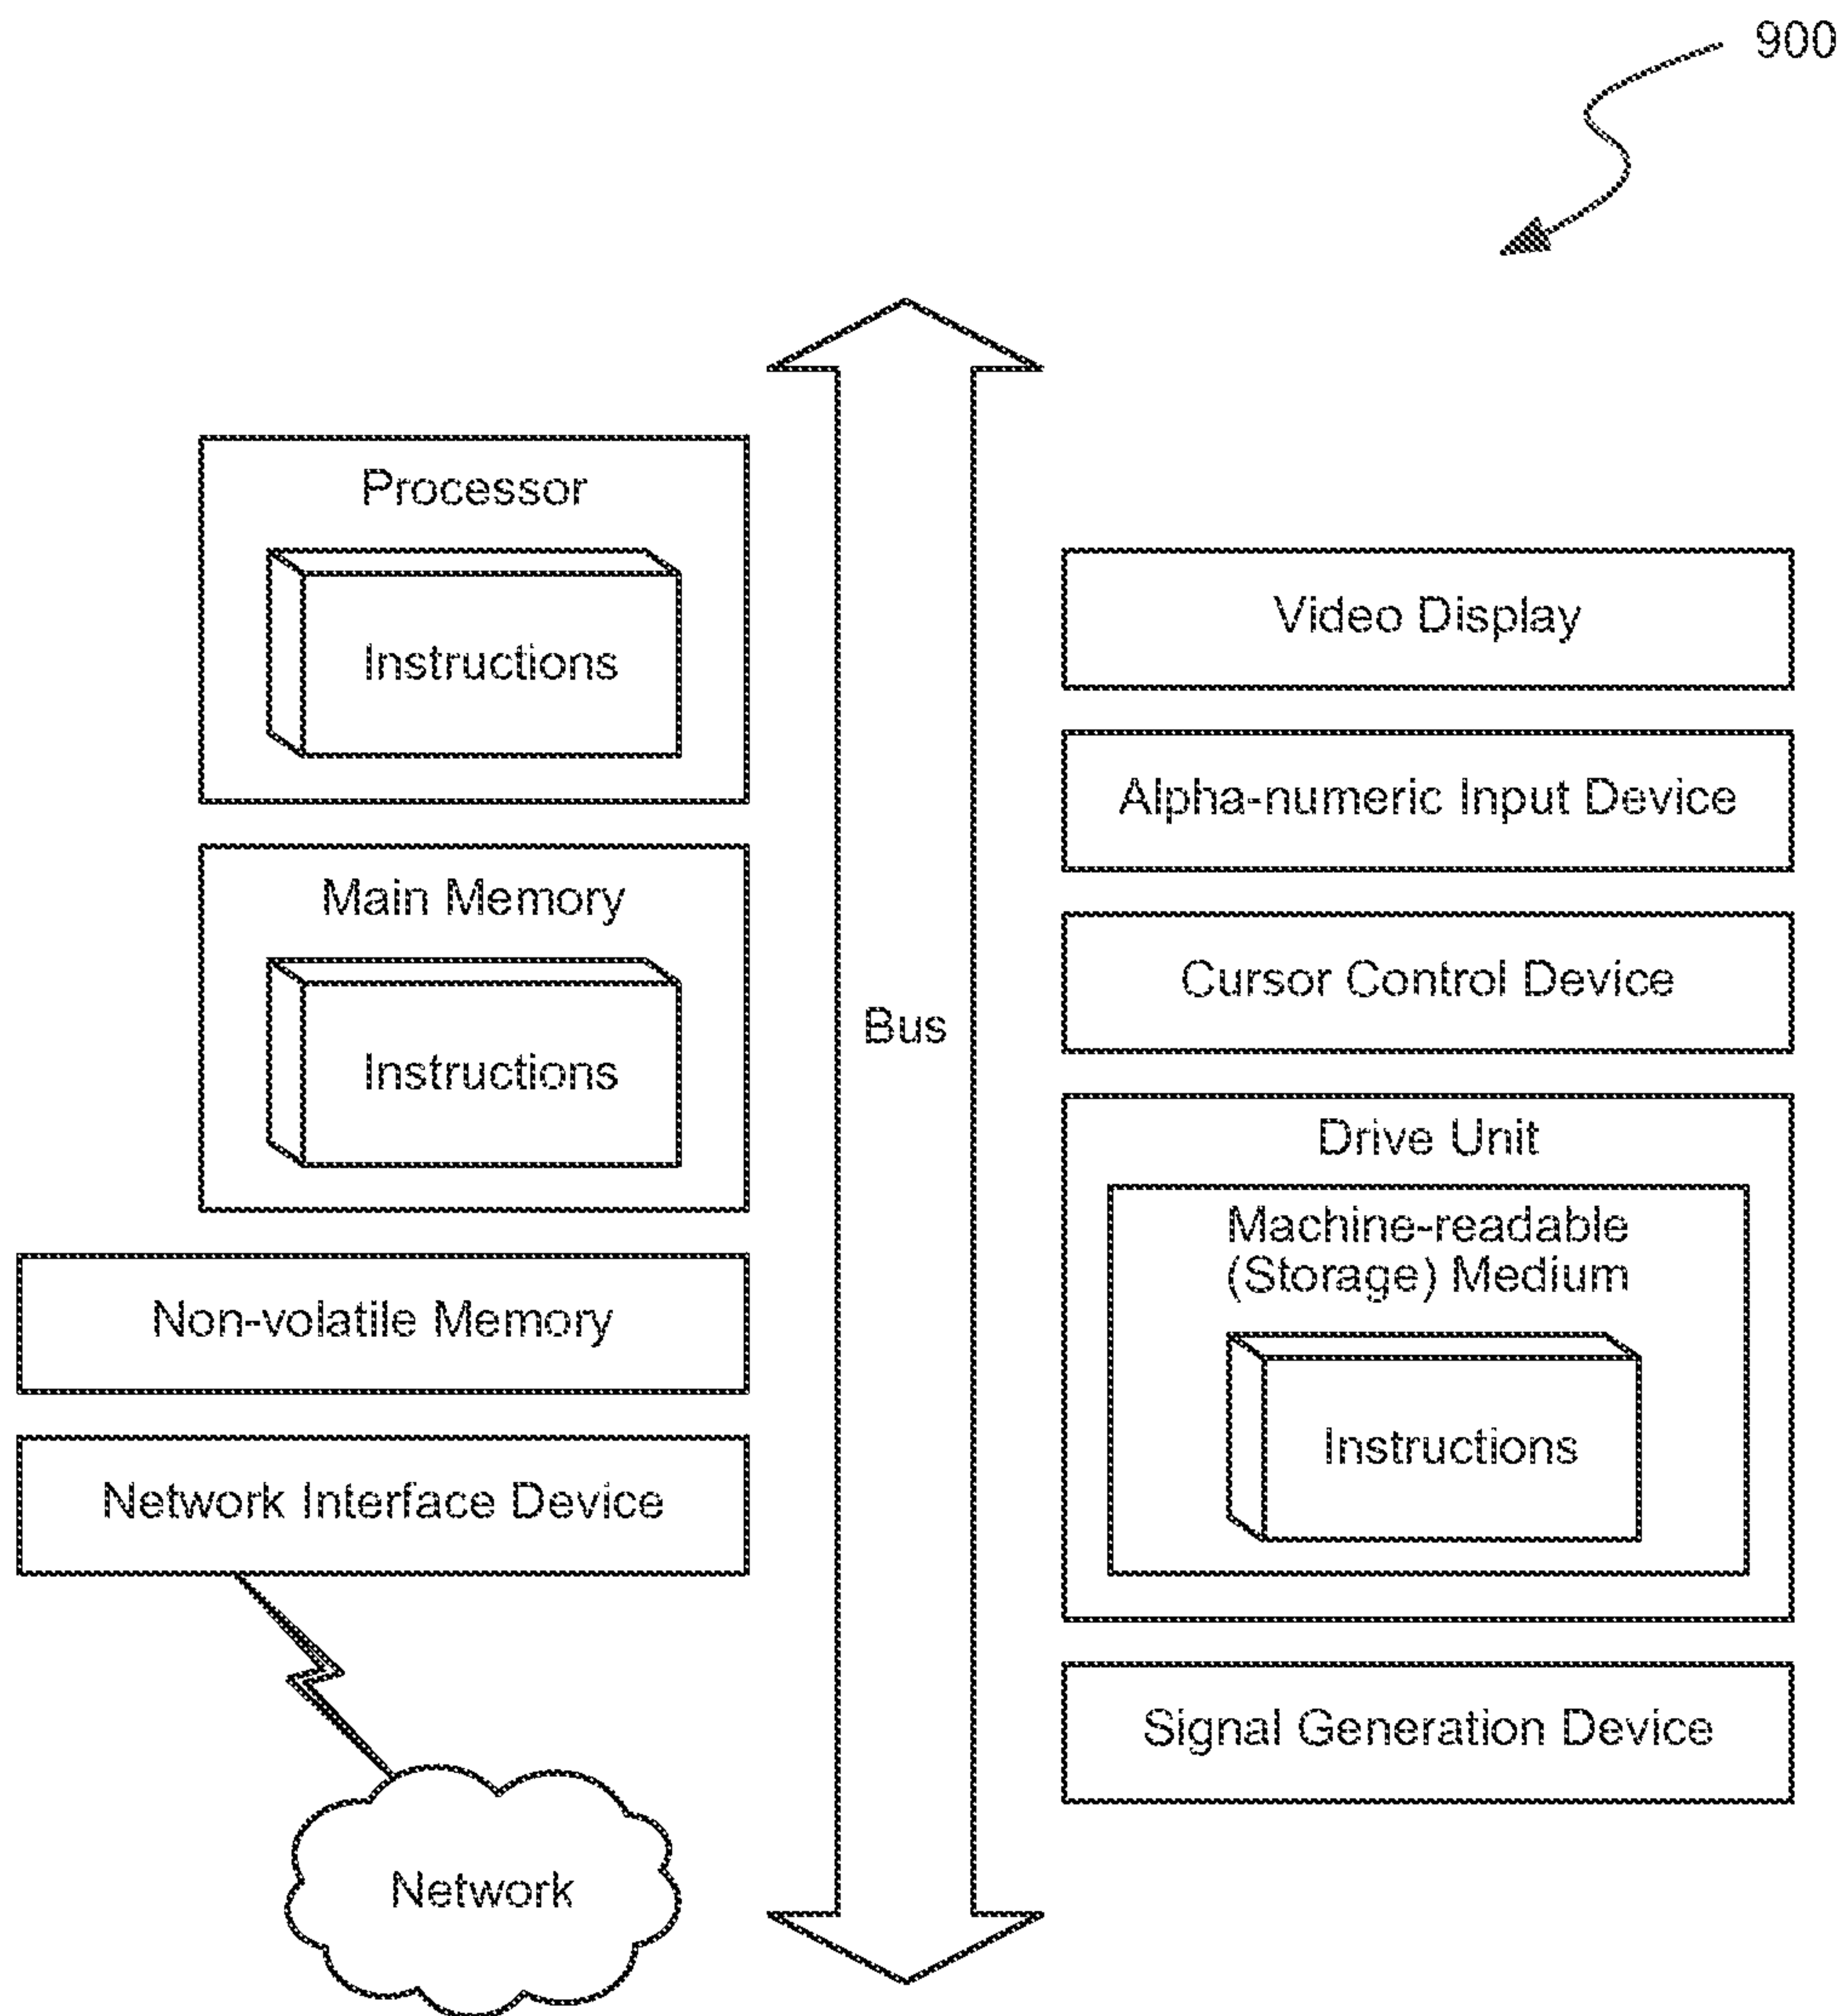 900
Processor
Instructions
Main Memory
Instructions
Non-volatile Memory
Network Interface Device
Network
Bus
Video Display
Alpha-numeric Input Device
Cursor Control Device
Drive Unit
Machine-readable
(Storage) Medium
Instructions
Signal Generation Device